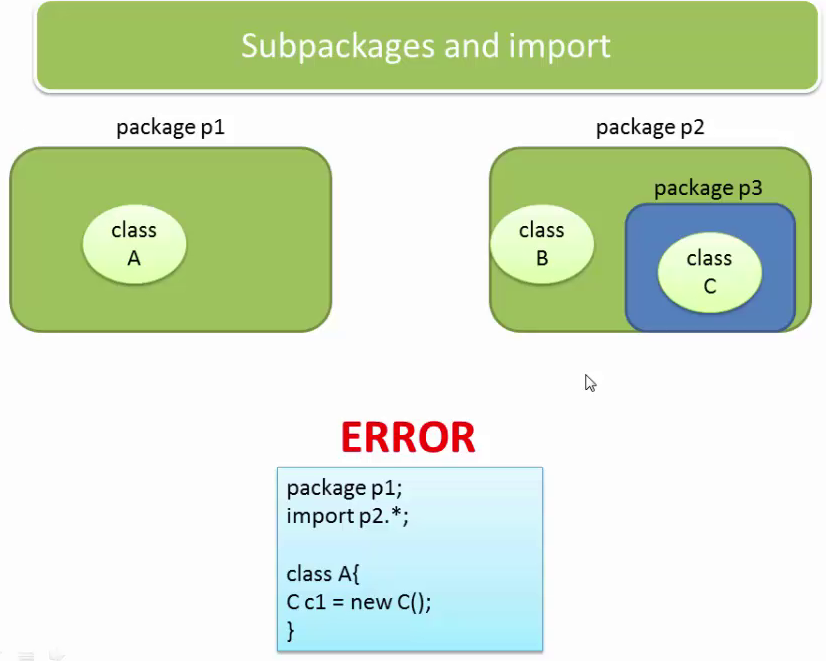 Subpackages and import
package p1
package p2
package p3
class
A
class
B
class
C
ERROR
package p1;
import p2.*;
class A{
C c1 = new C();
}